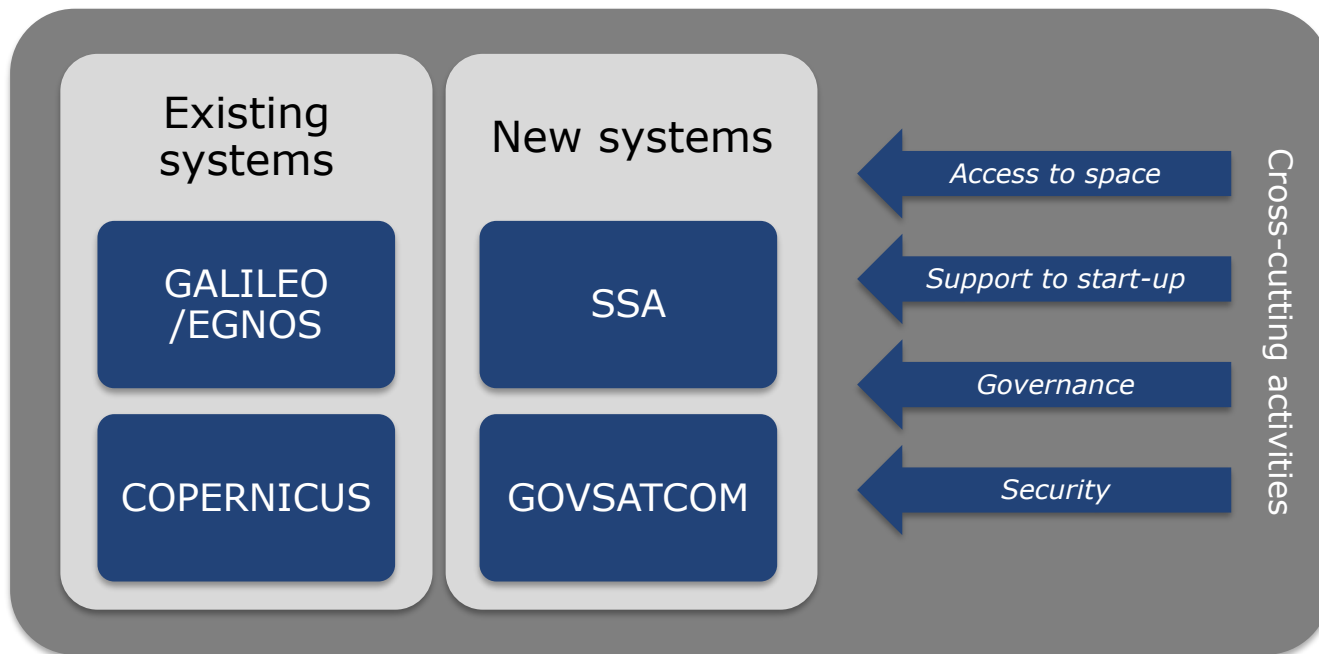 Existing
systems
GALILEO
/EGNOS
COPERNICUS
New systems
SSA
GOVSATCOM
Access to space
Support to start-up
Governance
Security
Cross-cutting activities